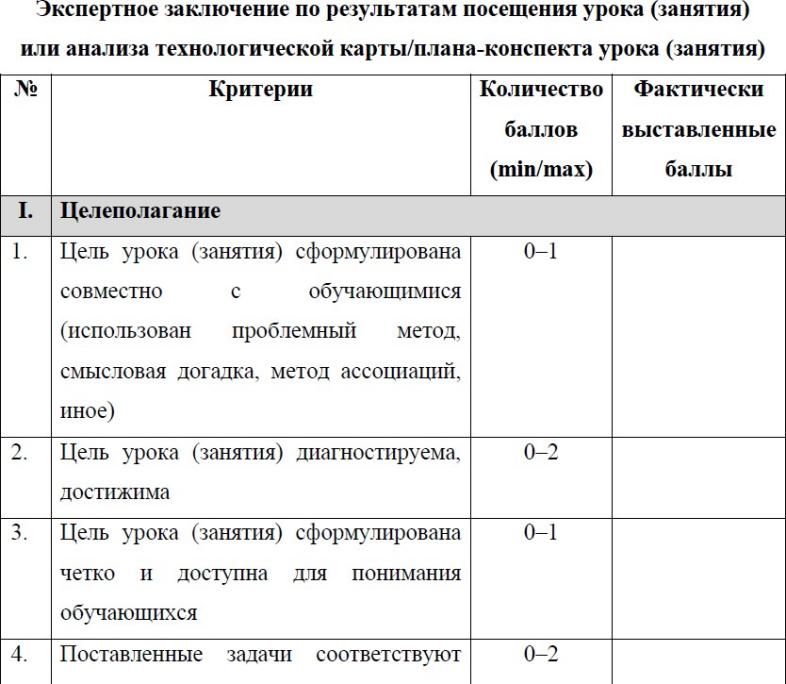 Экспертное заключение по результатам посещения урока (занятия)
или анализа технологической карты/плана-конспекта урока (занятия)
№ Критерии Количество Фактически
баллов выставленные
(min/max) баллы
I. Целеполагание
1. Цель урока (занятия) сформулирована 0–1
совместно с обучающимися
(использован проблемный метод,
смысловая догадка, метод ассоциаций,
иное)
2. Цель урока (занятия) диагностируема, 0–2
достижима
3. Цель урока (занятия) сформулирована 0–1
четко и доступна для понимания
обучающихся
4. Поставленные задачи соответствуют 0–2